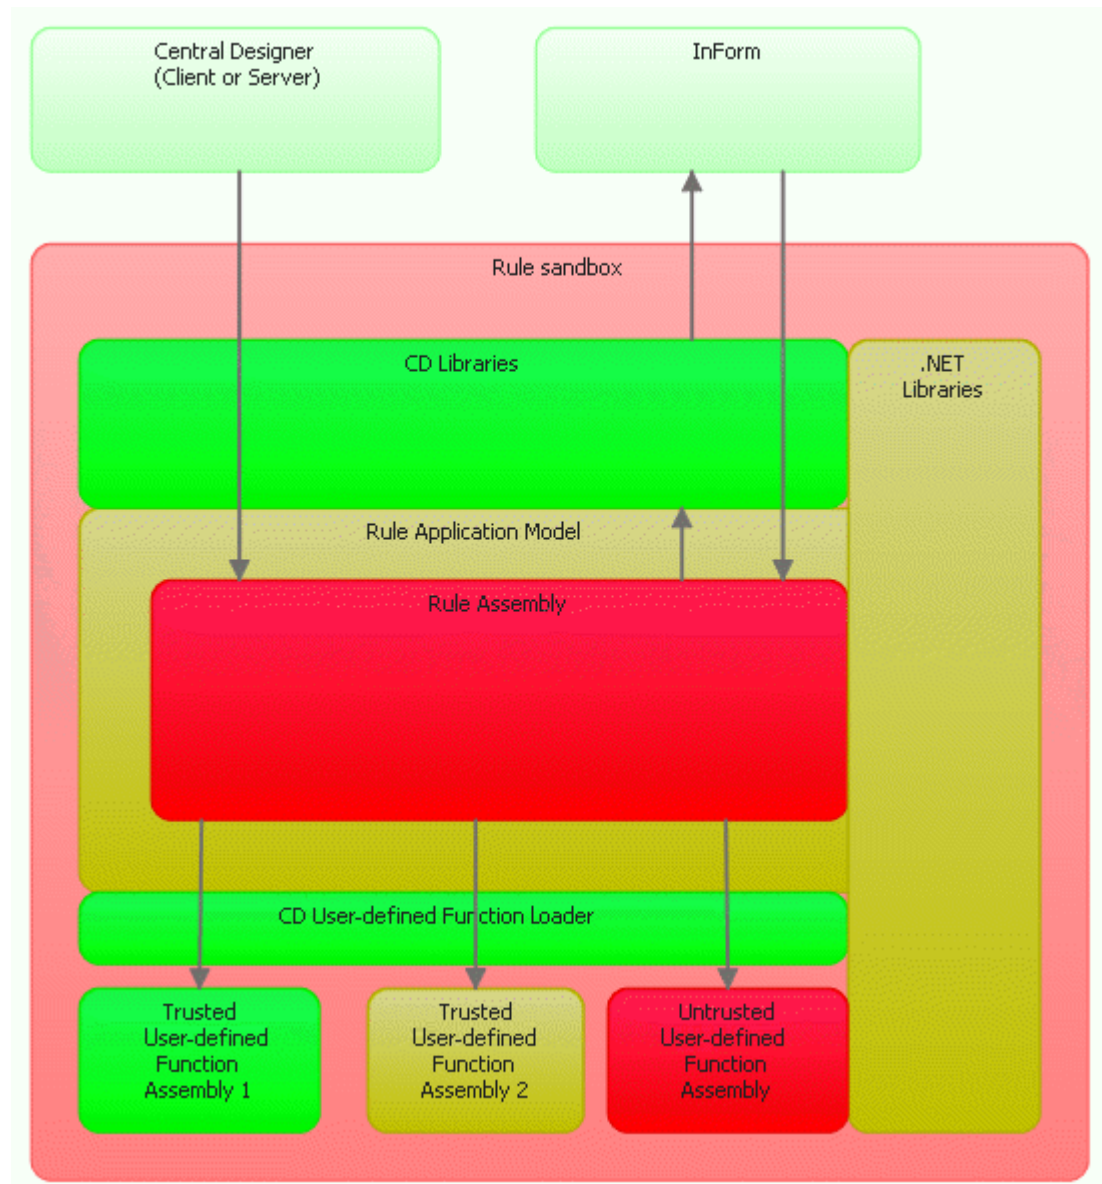 Central Designer
(Client or Server)
InForm
Rule sandbox
CD Libraries
.NET
Libraries
Rule Application Model
Rule Assembly
CD User-defined Function Loader
Trusted
User-defined
Function
Assembly 1
Trusted
User-defined
Function
Assembly 2
Untrusted
User-defined
Function
Assembly